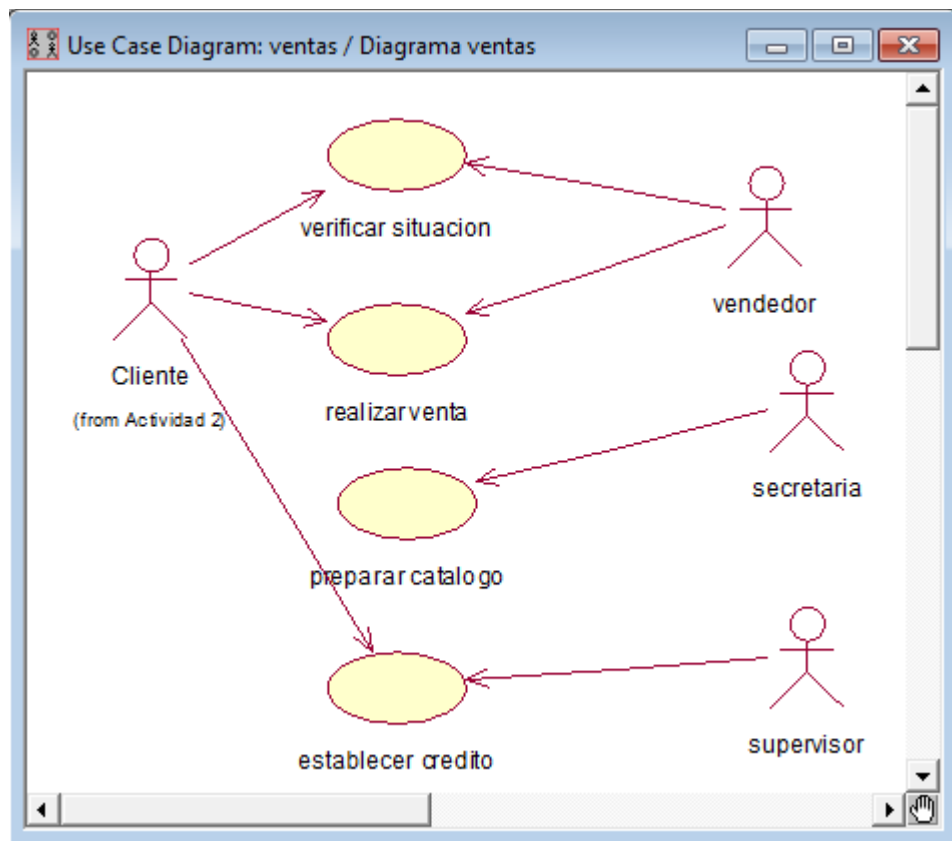 Use Case Diagram: ventas / Diagrama ventas
verificar situacion
vendedor
Cliente
(from Actividad 2)
realizar venta
secretaria
preparar catalogo
supervisor
establecer credito